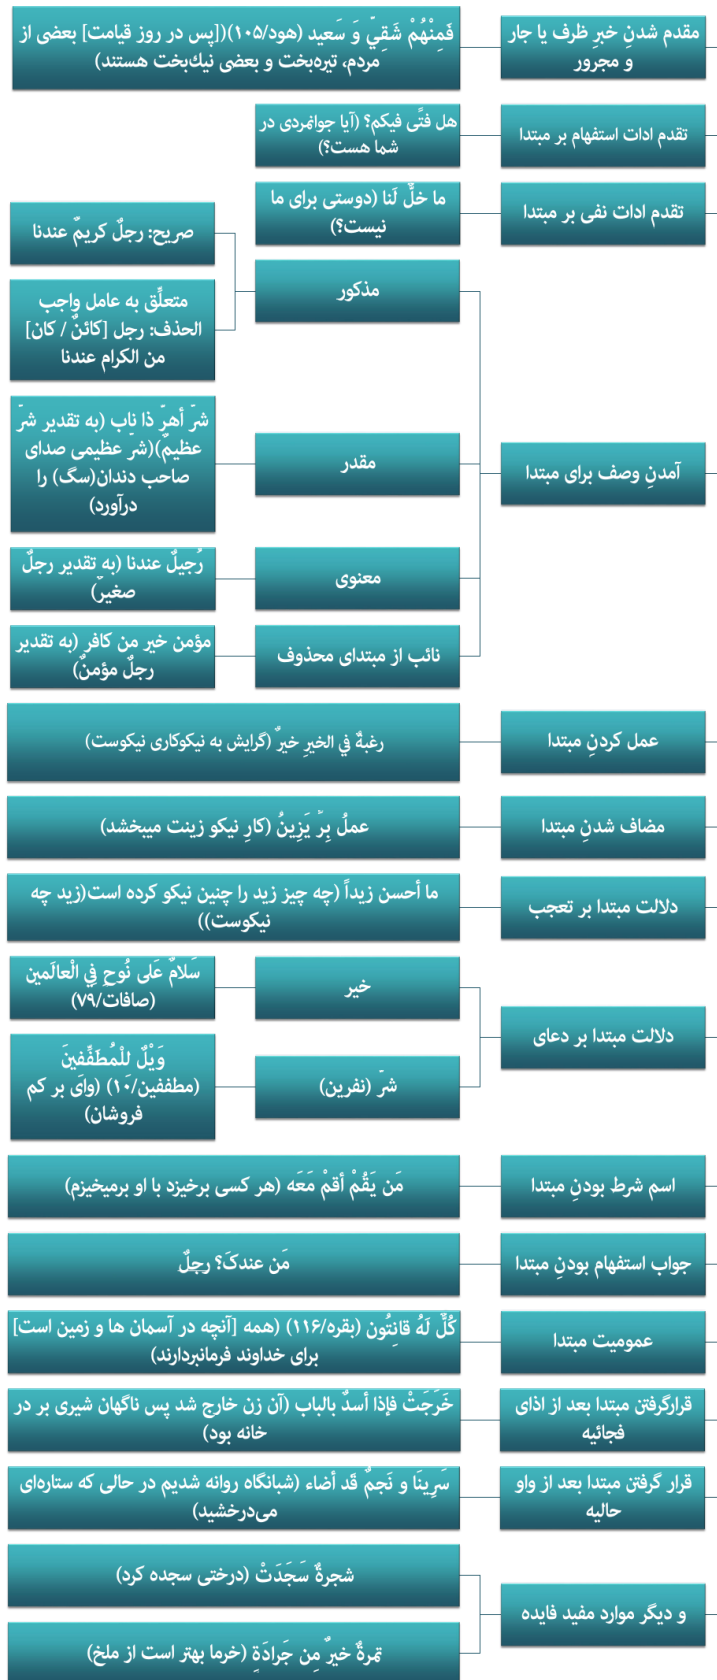 مقدم شدنِ خبرِ ظرف یا جار
و مجرور
فَمِنْهُمْ شَقِيّ وَ سَعيد (هود/۱۰۵)([پس در روز قیامت] بعضی از
مردم، تیره‌بخت و بعضی نیك‌بخت هستند)
تقدم ادات استفهام بر مبتدا
هل فتًی فیکم؟ (آیا جوانمردی در
شما هست؟)
تقدم ادات نفی بر مبتدا
ما خلٌّ لَنا (دوستی برای ما
نیست؟)
آمدنِ وصف برای مبتدا
مذکور
صریح: رجلٌ کریمٌ عندنا
متعلِّق به عامل واجب
الحذف: رجل [کائنٌ / کان]
من الکرام عندنا
مقدر
شرّ أهرّ ذا ناب (به تقدیر شرّ
عظیمٌ)(شرّ عظیمی صدای
صاحب دندان(سگ) را
درآورد)
معنوی
رُجیلٌ عندنا (به تقدیر رجلٌ
صغیرٌ)
نائب از مبتدای محذوف
مؤمن خیر من کافر (به تقدیر
رجلٌ مؤمنٌ)
عمل کردنِ مبتدا
رغبةٌ في الخیرِ خیرٌ (گرایش به نیکوکاری نیکوست)
مضاف شدنِ مبتدا
عملُ بِرّ یَزِینُ (کارِ نیکو زینت میبخشد)
دلالت مبتدا بر تعجب
ما أحسن زیداً (چه چیز زید را چنین نیکو کرده است(زید چه
نیکوست))
دلالت مبتدا بر دعای
خیر
سَلامٌ عَلی نُوحٍ فِي الْعالَمین
(صافات/۷۹)
شرّ (نفرین)
وَيْلٌ لِلْمُطَفِّفينَ
(مطففین/۱۰) (وای بر کم
فروشان)
اسم شرط بودنِ مبتدا
مَن یَقُمْ أقمْ مَعَه (هر کسی برخیزد با او برمیخیزم)
جواب استفهام بودنِ مبتدا
مَن عندکَ؟ رجلٌ
عمومیت مبتدا
کُلٌّ لَهُ قانِتُون (بقره/۱۱۶) (همه [آنچه در آسمان ها و زمین است]
برای خداوند فرمانبردارند)
قرارگرفتن مبتدا بعد از اذای
فجائیه
خَرَجَتْ فإذا أسدٌ بالباب (آن زن خارج شد پس ناگهان شیری بر در
خانه بود)
قرار گرفتن مبتدا بعد از واو
حالیه
سَرِینَا و نَجمٌ قَد أضاء (شبانگاه روانه شدیم در حالی که ستاره‌ای
می‌درخشید)
و دیگر موارد مفید فایده
شجرةٌ سَجَدَتْ (درختی سجده کرد)
تمرةٌ خیرٌ مِن جَرادَةٍ (خرما بهتر است از ملخ)